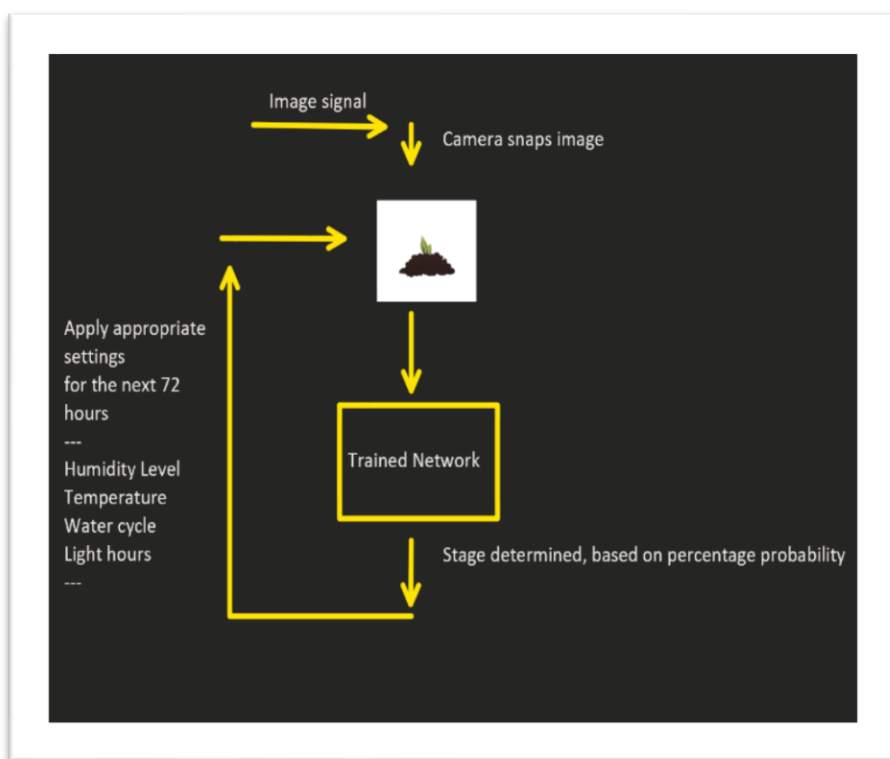 Image signal
Camera snaps image
Apply appropriate
settings
for the next 72
hours
---
Humidity Level
Temperature
Water cycle
Light hours
---
Trained Network
Stage determined, based on percentage probability